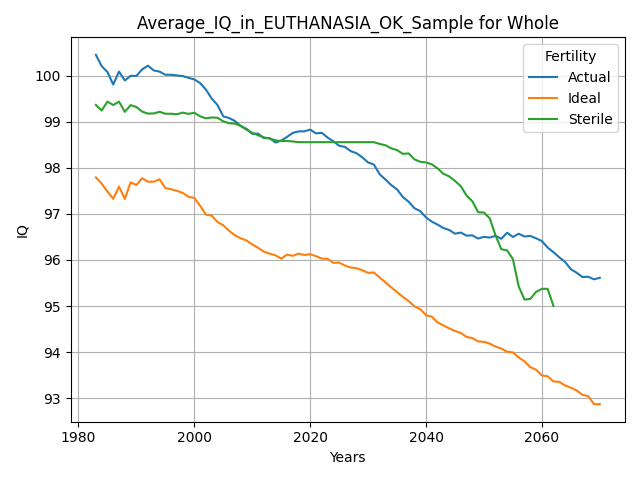 Average_IQ_in_EUTHANASIA_OK_Sample for Whole
Fertility
Actual
Ideal
Sterile
IQ
100
99
98
97
96
95
94
93
1980
2000
2020
2040
2060
Years